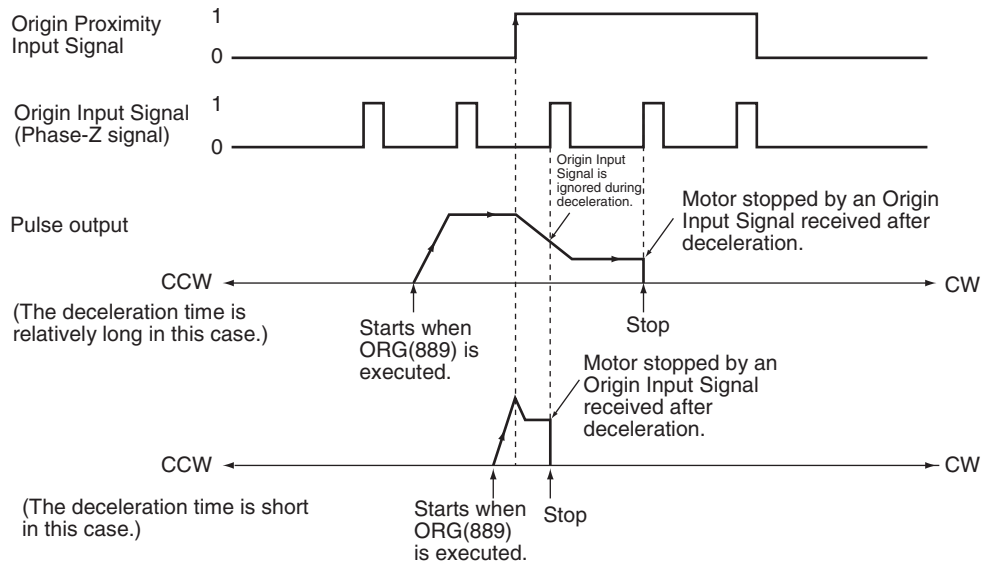 Origin Proximity
Input Signal
1
0
Origin Input Signal
(Phase-Z signal)
1
0
Origin Input
Signal is
ignored during
deceleration.
Pulse output
Motor stopped by an Origin
Input Signal received after
deceleration.
CCW
CW
(The deceleration time is
relatively long in this case.)
Starts when
ORG(889) is
executed.
Stop
Motor stopped by an
Origin Input Signal
received after
deceleration.
CCW
CW
(The deceleration time is short
in this case.)
Starts when
ORG(889)
is executed.
Stop